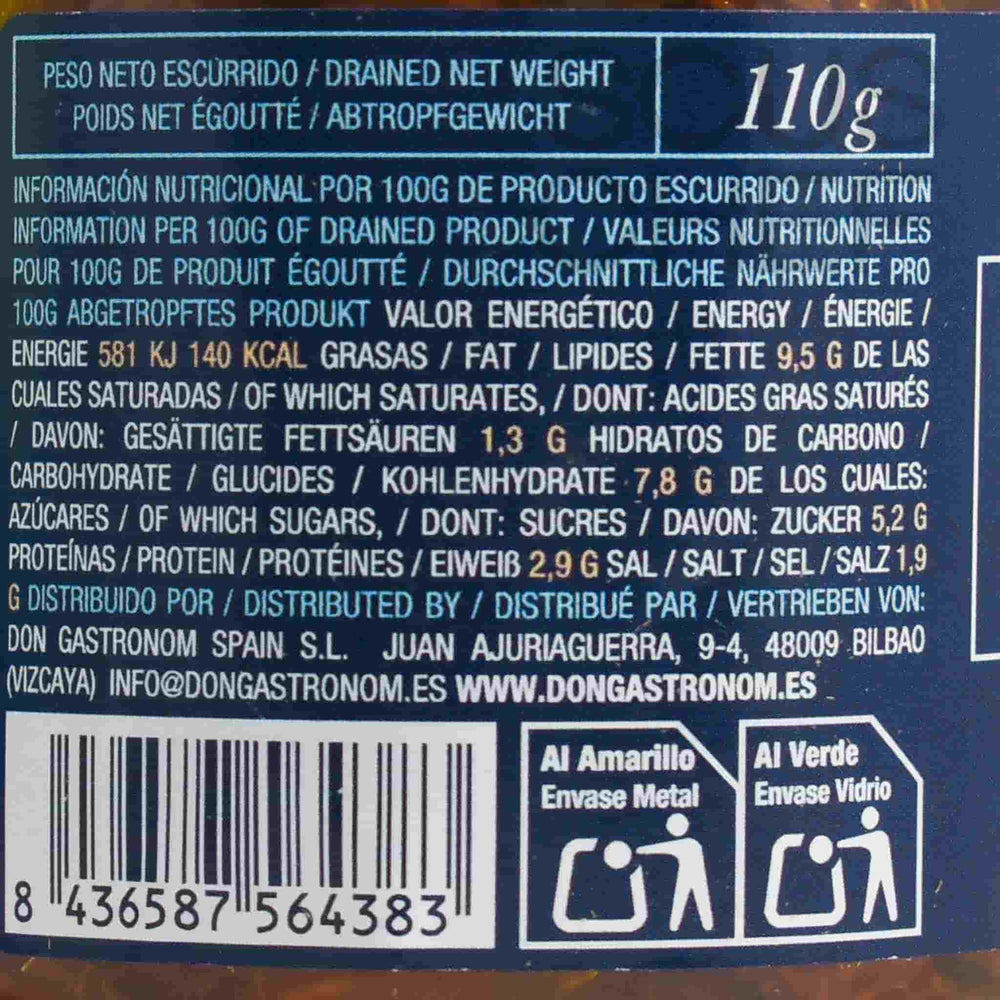 PESO NETO ESCURRIDO / DRAINED NET WEIGHT
POIDS NET ÉGOUTTÉ / ABTROPFGEWICHT
110g
INFORMACIÓN NUTRICIONAL POR 100G DE PRODUCTO ESCURRIDO / NUTRITION
INFORMATION PER 100G OF DRAINED PRODUCT / VALEURS NUTRITIONNELLES
POUR 100G DE PRODUIT ÉGOUTTÉ / DURCHSCHNITTLICHE NÄHRWERTE PRO
100G ABGETROPFTES PRODUKT VALOR ENERGÉTICO / ENERGY / ÉNERGIE /
ENERGIE 581 KJ 140 KCAL GRASAS / FAT / LIPIDES / FETTE 9,5 G DE LAS
CUALES SATURADAS / OF WHICH SATURATES, / DONT: ACIDES GRAS SATURÉS
/ DAVON: GESÄTTIGTE FETTSÄUREN 1,3 G HIDRATOS DE CARBONO /
CARBOHYDRATE / GLUCIDES / KOHLENHYDRATE 7,8 G DE LOS CUALES:
AZÚCARES / OF WHICH SUGARS, / DONT: SUCRES / DAVON: ZUCKER 5,2 G
PROTEÍNAS / PROTEIN / PROTÉINES / EIWEIß 2,9 G SAL / SALT / SEL / SALZ 1,9
G DISTRIBUIDO POR / DISTRIBUTED BY / DISTRIBUÉ PAR / VERTRIEBEN VON:
DON GASTRONOM SPAIN S.L. JUAN AJURIAGUERRA, 9-4, 48009 BILBAO
(VIZCAYA) INFO@DONGASTRONOM.ES WWW.DONGASTRONOM.ES
8 436587 564383
Al Amarillo
Envase Metal
Al Verde
Envase Vidrio